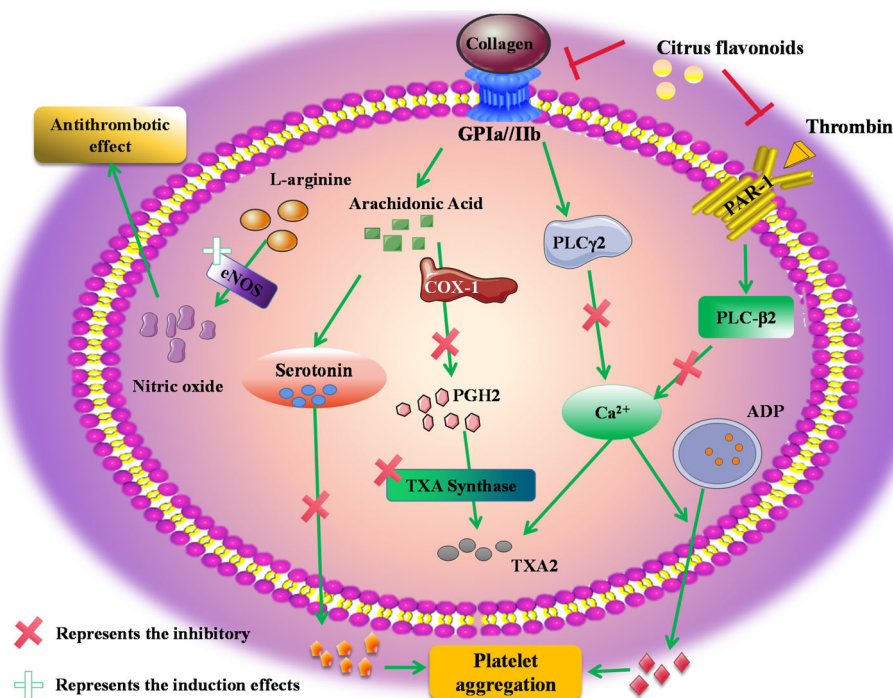 Collagen
Citrus flavonoids
GPIa//IIb
Thrombin
Antithrombotic
effect
L-arginine
Arachidonic Acid
PAR-1
PLCγ2
eNOS
COX-1
PLC-β2
Nitric oxide
Serotonin
PGH2
Ca²⁺
ADP
TXA Synthase
TXA2
Represents the inhibitory
Platelet
aggregation
Represents the induction effects